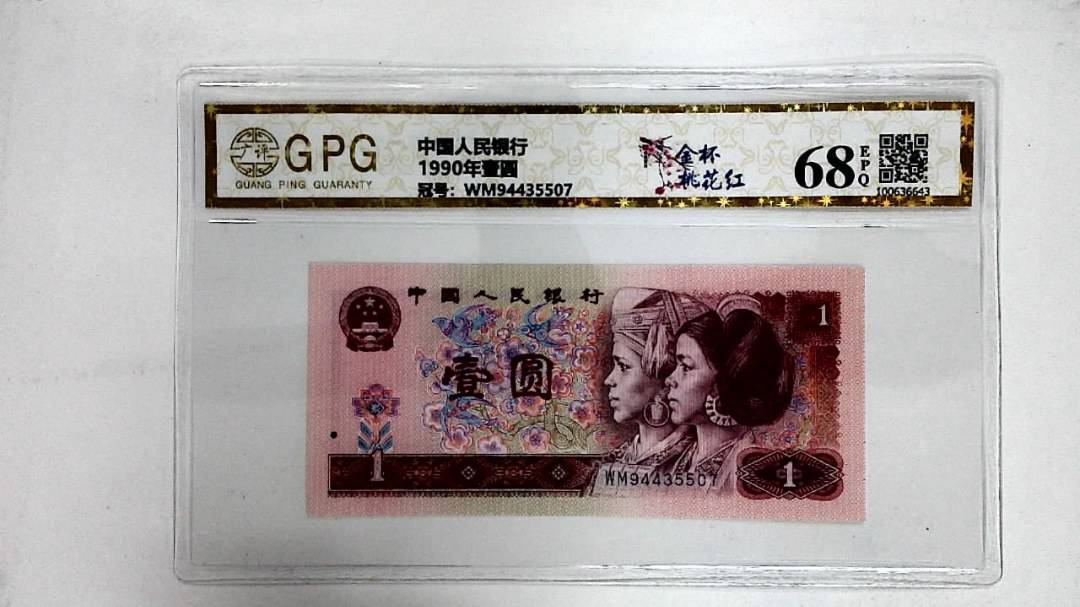 广评
GPG
GUANG PING GUARANTY
中国人民银行
1990年壹圆
冠号：WM94435507
金杯
桃花红
68 EPQ
100636643
中國人民銀行
1
壹圆
1
WM94435507
1